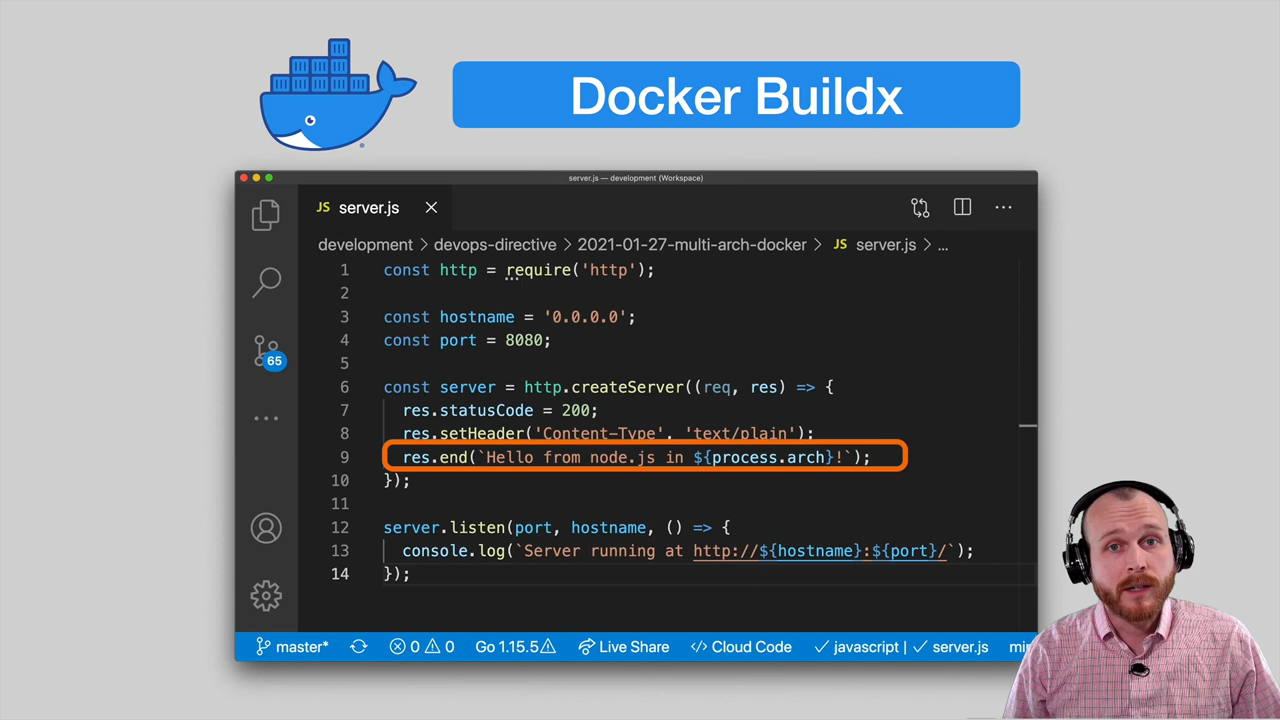 Docker Buildx
server.js — development (Workspace)
JS server.js
development > devops-directive > 2021-01-27-multi-arch-docker > JS server.js > ...
1 const http = require('http');
2
3 const hostname = '0.0.0.0';
4 const port = 8080;
5
6 const server = http.createServer((req, res) => {
7 res.statusCode = 200;
8 res.setHeader('Content-Type', 'text/plain');
9 res.end(`Hello from node.js in ${process.arch}!`);
10 });
11
12 server.listen(port, hostname, () => {
13 console.log(`Server running at http://${hostname}:${port}/`);
14 });
65
master* 0 0 Go 1.15.5 Live Share Cloud Code javascript | server.js